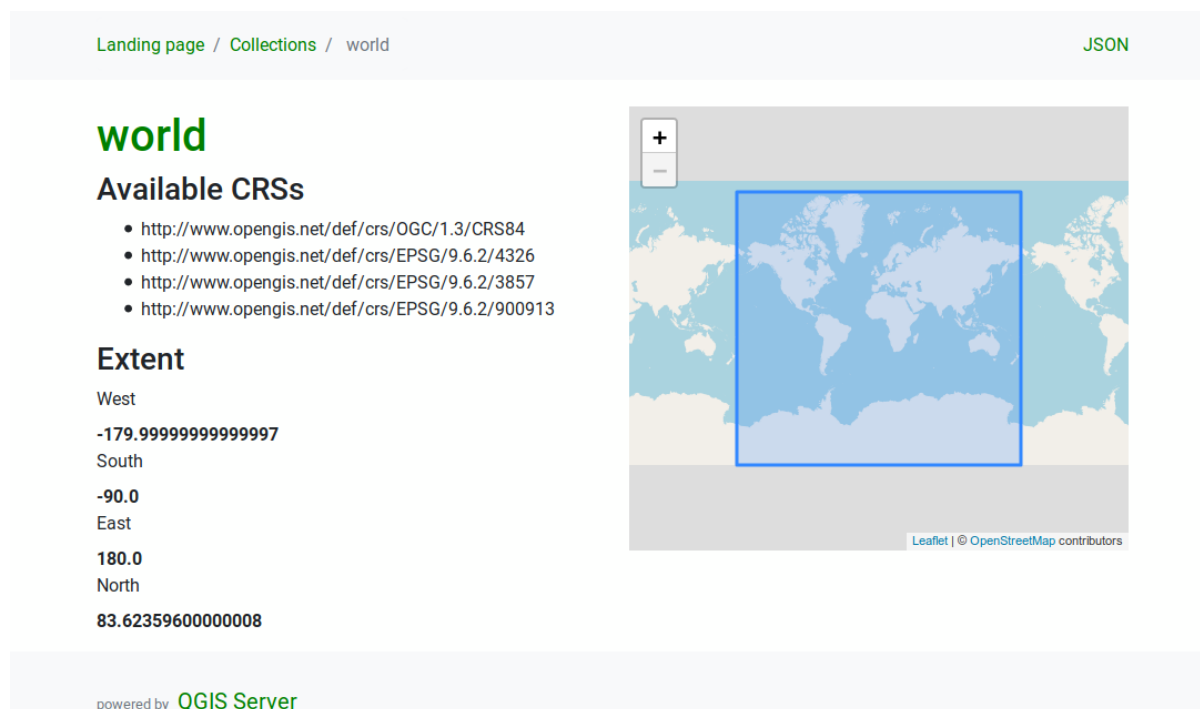 Landing page / Collections / world
JSON
world
Available CRSs
http://www.opengis.net/def/crs/OGC/1.3/CRS84
http://www.opengis.net/def/crs/EPSG/9.6.2/4326
http://www.opengis.net/def/crs/EPSG/9.6.2/3857
http://www.opengis.net/def/crs/EPSG/9.6.2/900913
Extent
West
-179.99999999999997
South
-90.0
East
180.0
North
83.62359600000008
+
−
Leaflet | © OpenStreetMap contributors
powered by QGIS Server